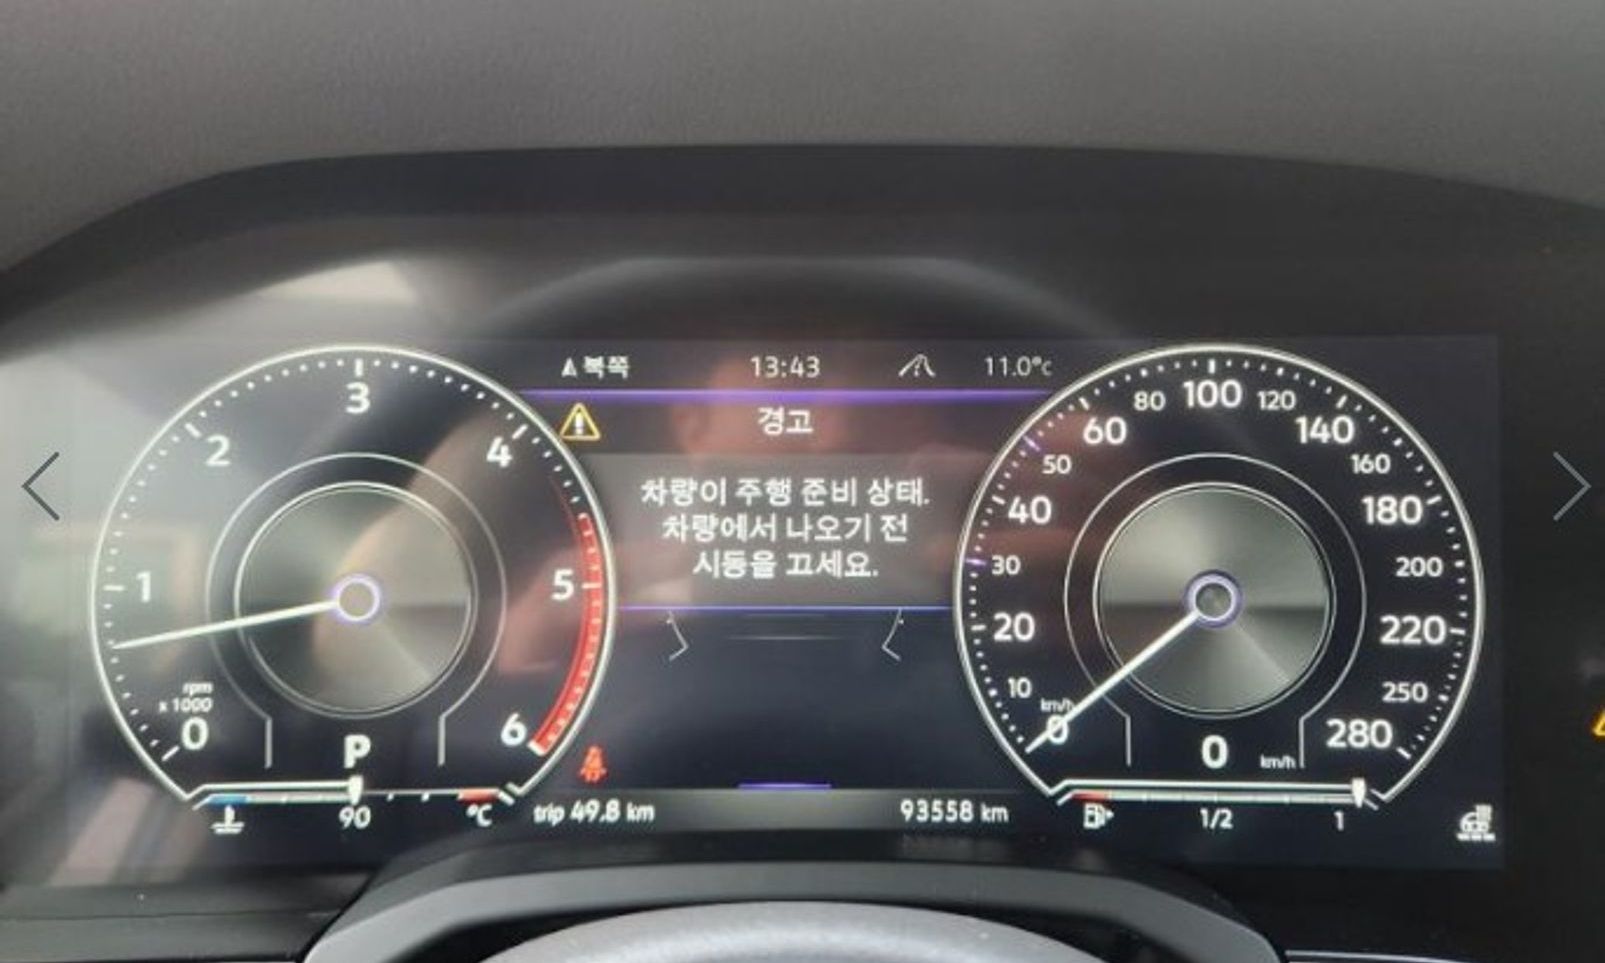 북쪽 13:43 11.0°C
경고
차량이 주행 준비 상태.
차량에서 나오기 전
시동을 끄세요.
0 1 2 3 4 5 6
rpm
x 1000
P
90 °C
trip 49.8 km 93558 km
0 10 20 30 40 50 60 80 100 120 140 160 180 200 220 250 280
km/h
0 km/h
1/2 1